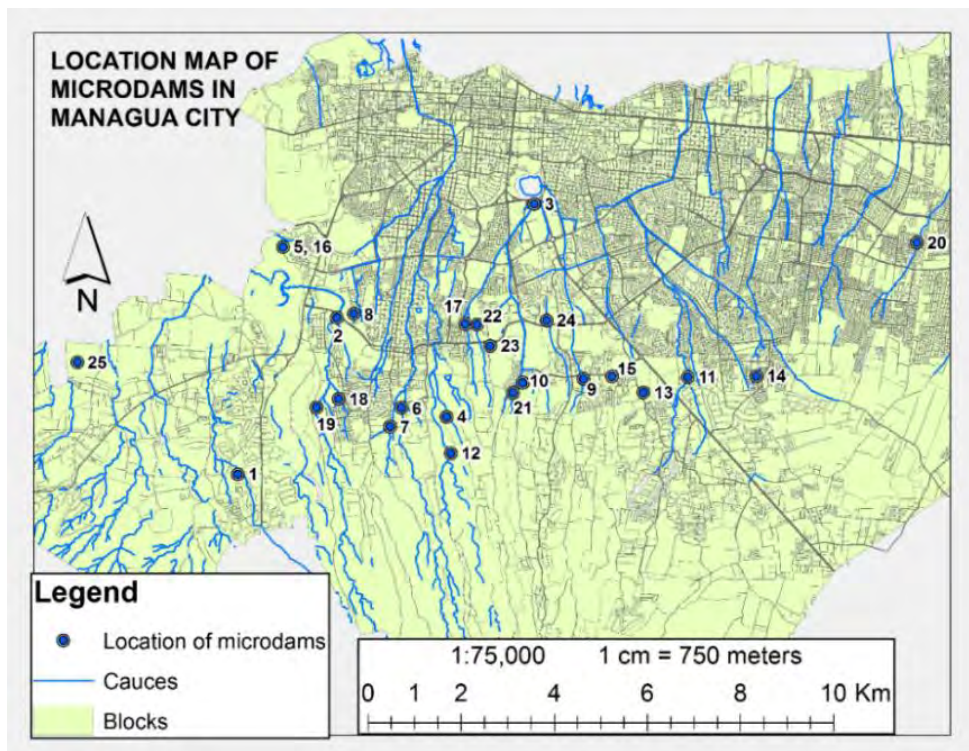 LOCATION MAP OF
MICRODAMS IN
MANAGUA CITY
3
5, 16
20
8
2
17
22
24
23
25
10
9
15
11
14
21
13
18
19
6
4
7
12
1
N
Legend
Location of microdams
Cauces
Blocks
1:75,000 1 cm = 750 meters
0 1 2 4 6 8 10 Km